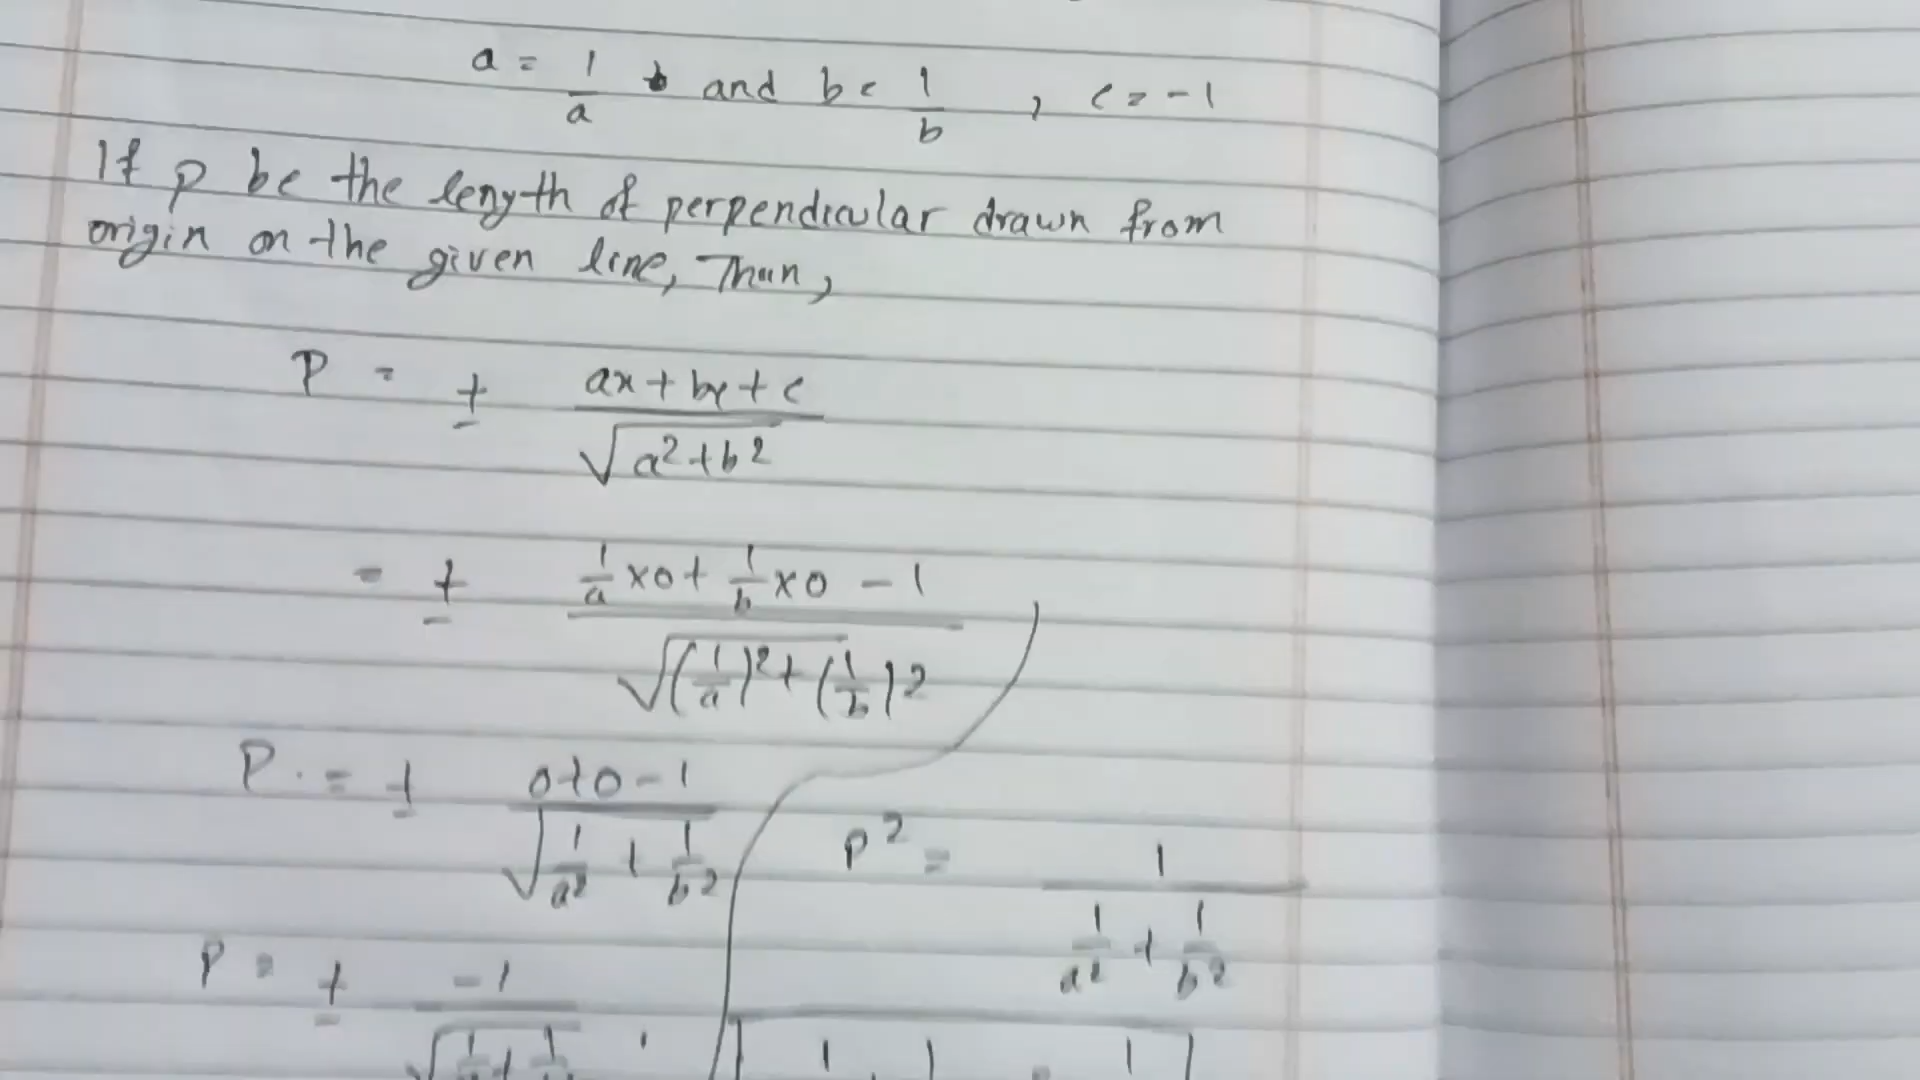 a = 1/a and b = 1/b , c = -1
If p be the length of perpendicular drawn from
origin on the given line, Then,
P = ± ax + by + c / √a²+b²
= ± 1/a x0 + 1/b x0 - 1 / √(1/a)² + (1/b)²
P. = ± 0+0-1 / √1/a² + 1/b²
P = ± -1
P² = 1 / 1/a² + 1/b²